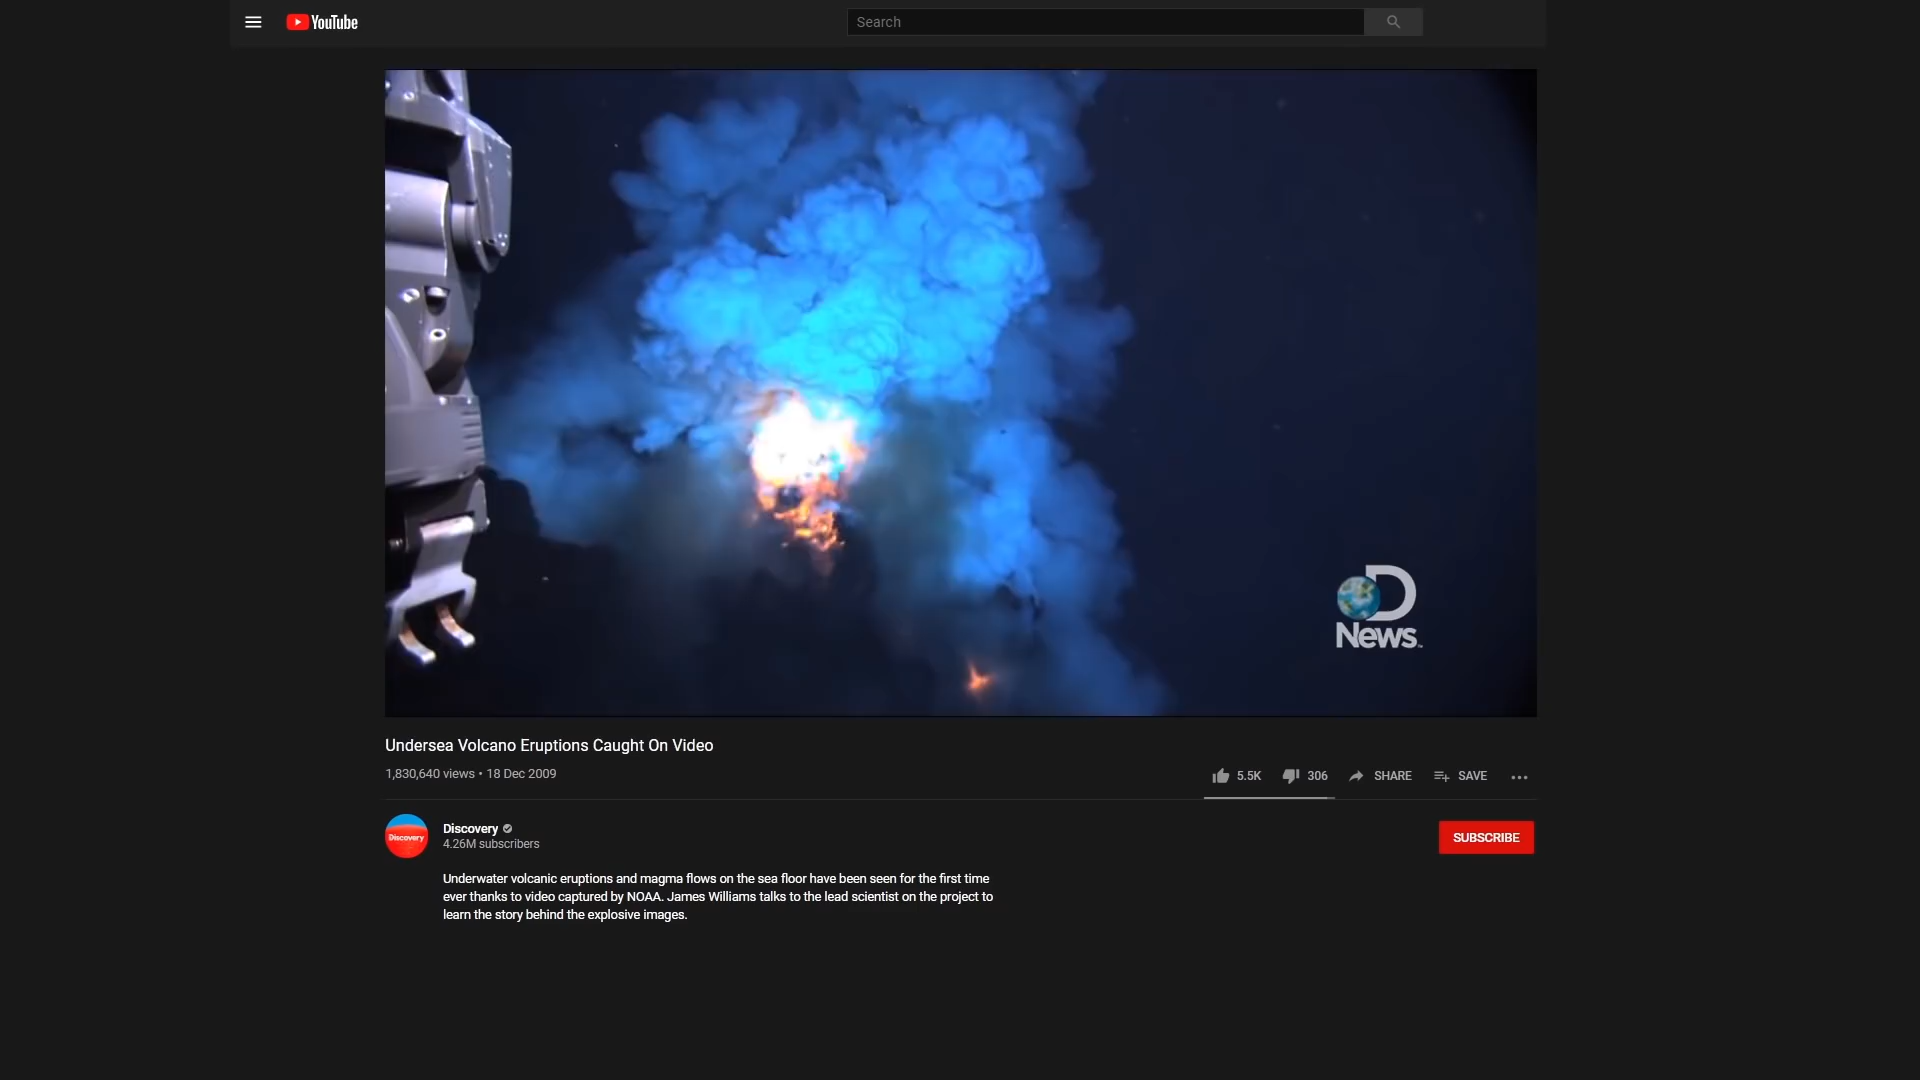 YouTube
Search
News
Undersea Volcano Eruptions Caught On Video
1,830,640 views • 18 Dec 2009
5.5K 306 SHARE SAVE
Discovery
Discovery
4.26M subscribers
SUBSCRIBE
Underwater volcanic eruptions and magma flows on the sea floor have been seen for the first time
ever thanks to video captured by NOAA. James Williams talks to the lead scientist on the project to
learn the story behind the explosive images.